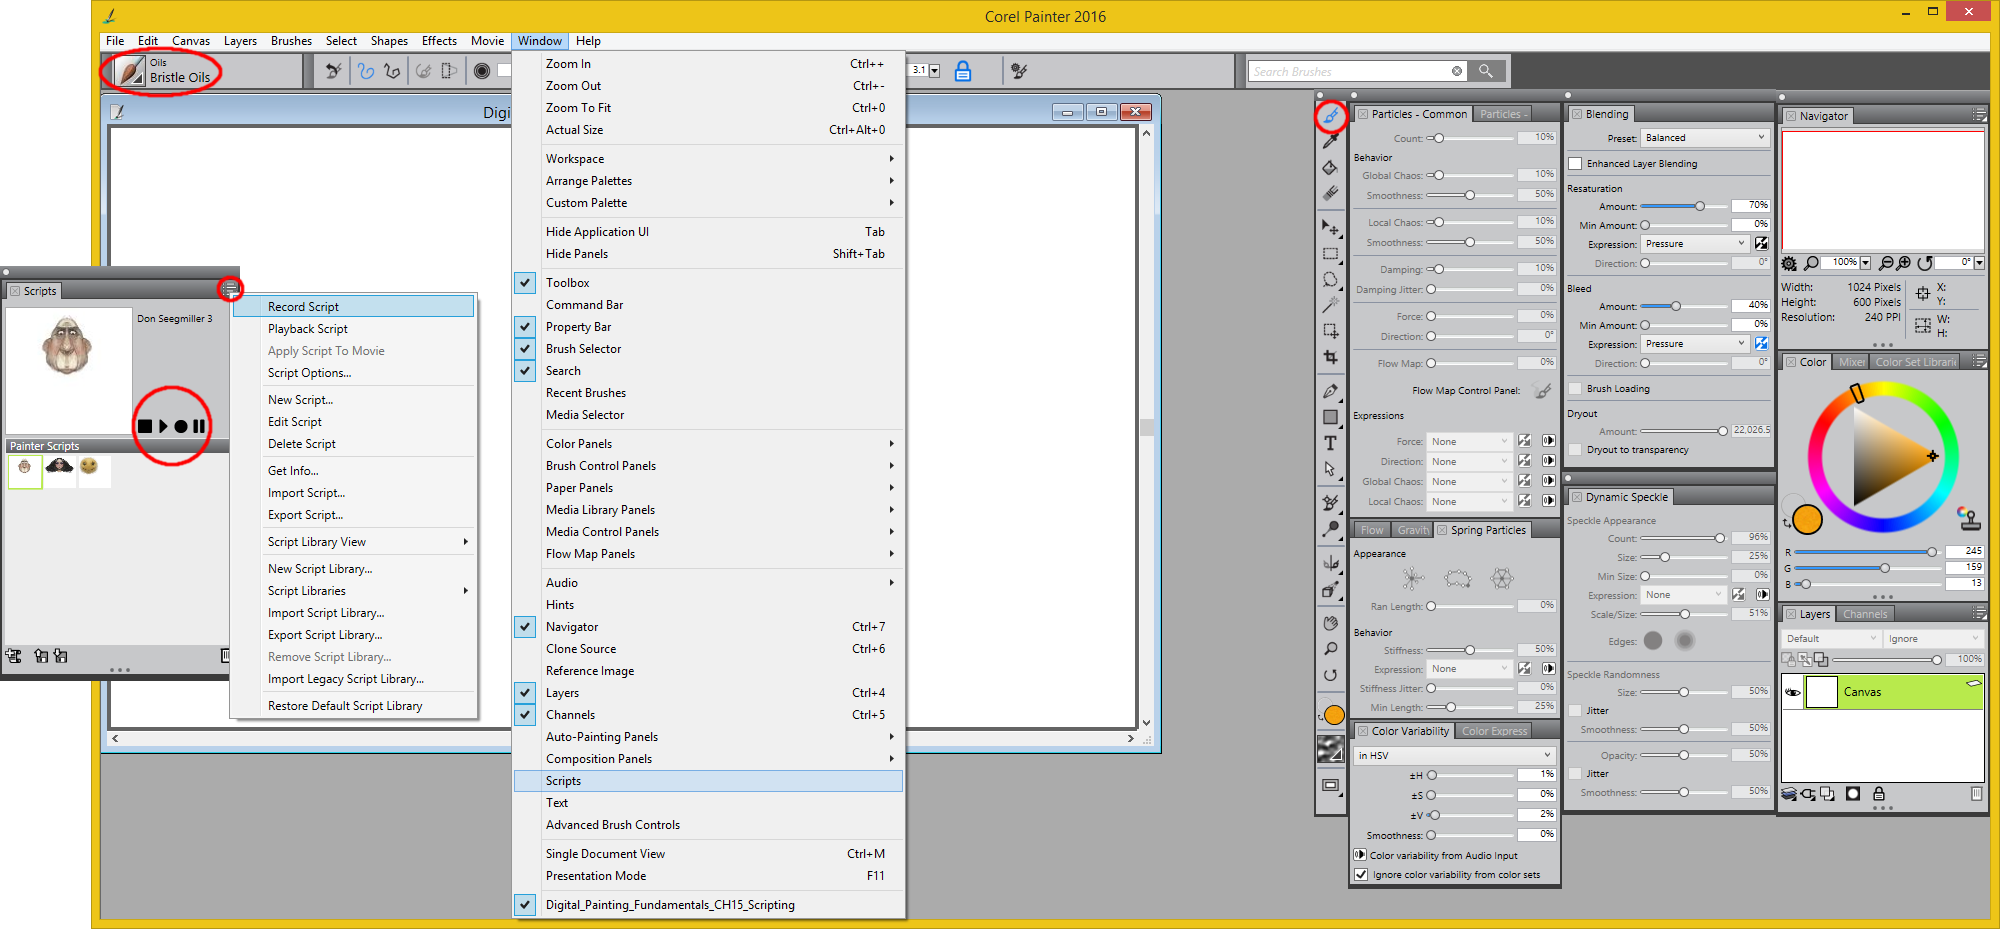 Corel Painter 2016
File Edit Canvas Layers Brushes Select Shapes Effects Movie Window Help
Oils
Bristle Oils
3.1
Search Brushes
Digi
Zoom In Ctrl++
Zoom Out Ctrl+-
Zoom To Fit Ctrl+0
Actual Size Ctrl+Alt+0
Workspace
Arrange Palettes
Custom Palette
Hide Application UI Tab
Hide Panels Shift+Tab
Toolbox
Command Bar
Property Bar
Brush Selector
Search
Recent Brushes
Media Selector
Color Panels
Brush Control Panels
Paper Panels
Media Library Panels
Media Control Panels
Flow Map Panels
Audio
Hints
Navigator Ctrl+7
Clone Source Ctrl+6
Reference Image
Layers Ctrl+4
Channels Ctrl+5
Auto-Painting Panels
Composition Panels
Scripts
Text
Advanced Brush Controls
Single Document View Ctrl+M
Presentation Mode F11
Digital_Painting_Fundamentals_CH15_Scripting
Scripts
Don Seegmiller 3
Painter Scripts
Record Script
Playback Script
Apply Script To Movie
Script Options...
New Script...
Edit Script
Delete Script
Get Info...
Import Script...
Export Script...
Script Library View
New Script Library...
Script Libraries
Import Script Library...
Export Script Library...
Remove Script Library...
Import Legacy Script Library...
Restore Default Script Library
Particles - Common Particles -
Count: 10%
Behavior
Global Chaos: 10%
Smoothness: 50%
Local Chaos: 10%
Smoothness: 50%
Damping: 10%
Damping Jitter: 0%
Force: 0%
Direction: 0°
Flow Map: 0%
Flow Map Control Panel:
Expressions
Force: None
Direction: None
Global Chaos: None
Local Chaos: None
Flow Gravit Spring Particles
Appearance
Ran Length: 0%
Behavior
Stiffness: 50%
Expression: None
Stiffness Jitter: 0%
Min Length: 25%
Color Variability Color Express
in HSV
±H 1%
±S 0%
±V 2%
Smoothness: 0%
Color variability from Audio Input
Ignore color variability from color sets
Blending
Preset: Balanced
Enhanced Layer Blending
Resaturation
Amount: 70%
Min Amount: 0%
Expression: Pressure
Direction: 0°
Bleed
Amount: 40%
Min Amount: 0%
Expression: Pressure
Direction: 0°
Brush Loading
Dryout
Amount: 22,026.5
Dryout to transparency
Dynamic Speckle
Speckle Appearance
Count: 96%
Size: 25%
Min Size: 0%
Expression: None
Scale/Size: 51%
Edges:
Speckle Randomness
Size: 50%
Jitter
Smoothness: 50%
Opacity: 50%
Jitter
Smoothness: 50%
Navigator
100% 0°
Width: 1024 Pixels X:
Height: 600 Pixels Y:
Resolution: 240 PPI W:
H:
Color Mixer Color Set Librarie
R 245
G 159
B 13
Layers Channels
Default Ignore
100%
Canvas